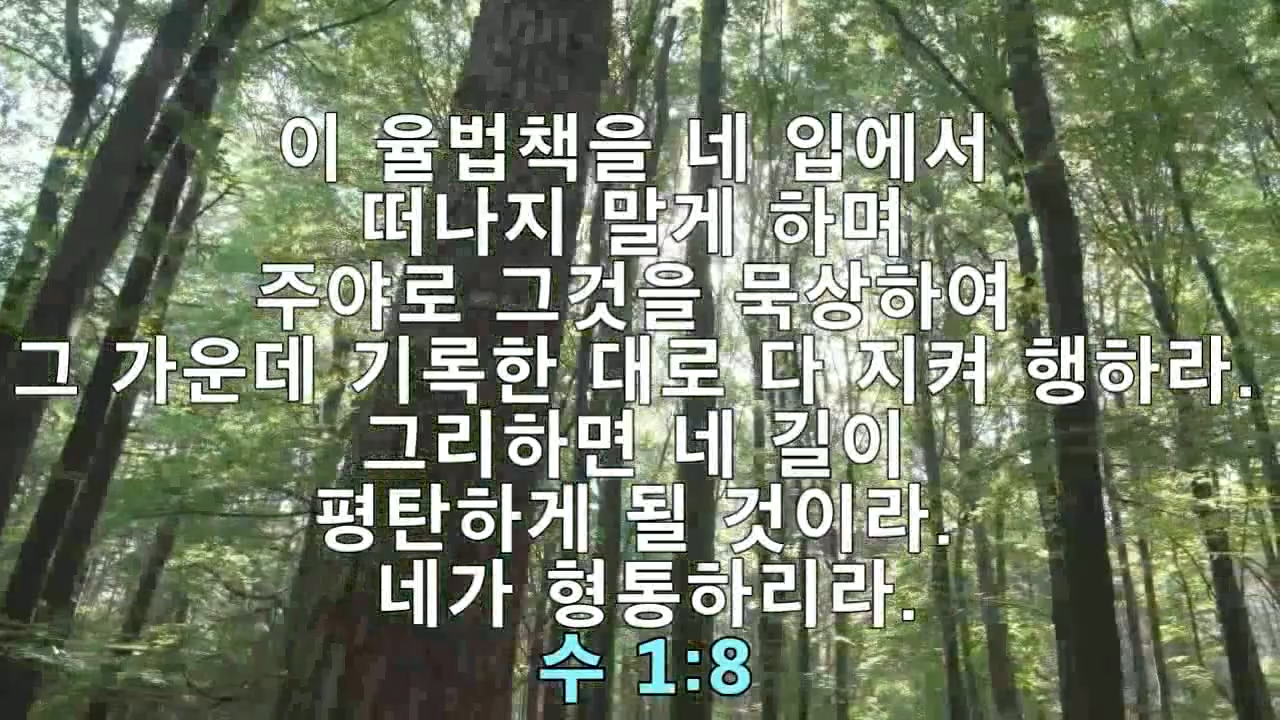 이 율법책을 네 입에서
떠나지 말게 하며
주야로 그것을 묵상하여
그 가운데 기록한 대로 다 지켜 행하라.
그리하면 네 길이
평탄하게 될 것이라.
네가 형통하리라.
수 1:8